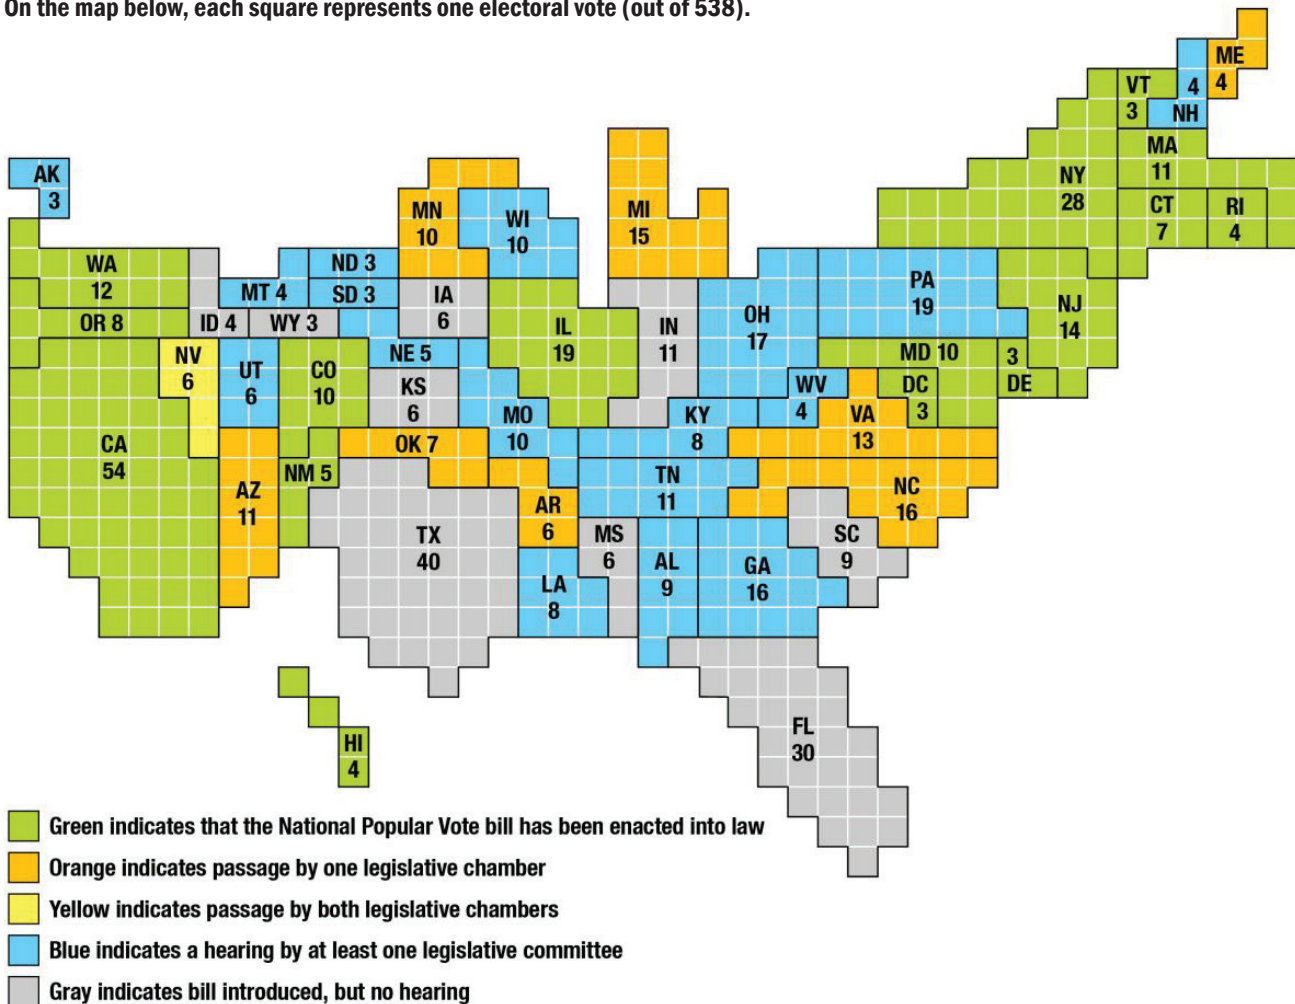 On the map below, each square represents one electoral vote (out of 538).
ME
4
VT
3
4
NH
MA
11
NY
28
CT
7
RI
4
AK
3
MN
10
WI
10
MI
15
WA
12
ND 3
MT 4
SD 3
IA
6
PA
19
NJ
14
OR 8
ID 4
WY 3
IL
19
IN
11
OH
17
NV
6
UT
6
CO
10
NE 5
KS
6
MD 10
3
DE
DC
3
WV
4
VA
13
MO
10
KY
8
CA
54
OK 7
NM 5
AZ
11
TN
11
NC
16
AR
6
TX
40
MS
6
AL
9
GA
16
SC
9
LA
8
FL
30
HI
4
Green indicates that the National Popular Vote bill has been enacted into law
Orange indicates passage by one legislative chamber
Yellow indicates passage by both legislative chambers
Blue indicates a hearing by at least one legislative committee
Gray indicates bill introduced, but no hearing